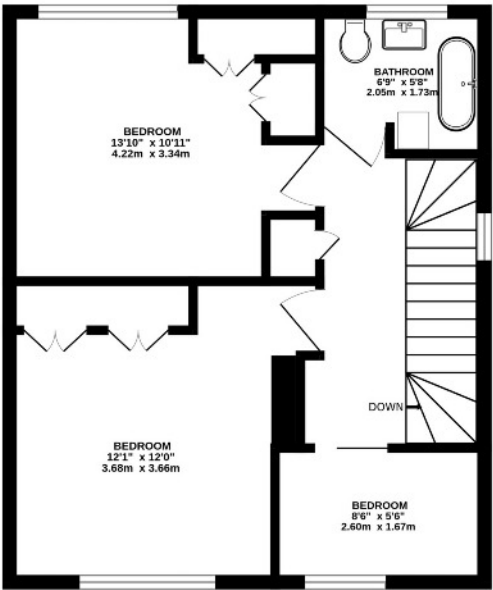 BATHROOM
6'9" x 5'8"
2.05m x 1.73m
BEDROOM
13'10" x 10'11"
4.22m x 3.34m
DOWN
BEDROOM
12'1" x 12'0"
3.68m x 3.66m
BEDROOM
8'6" x 5'6"
2.60m x 1.67m